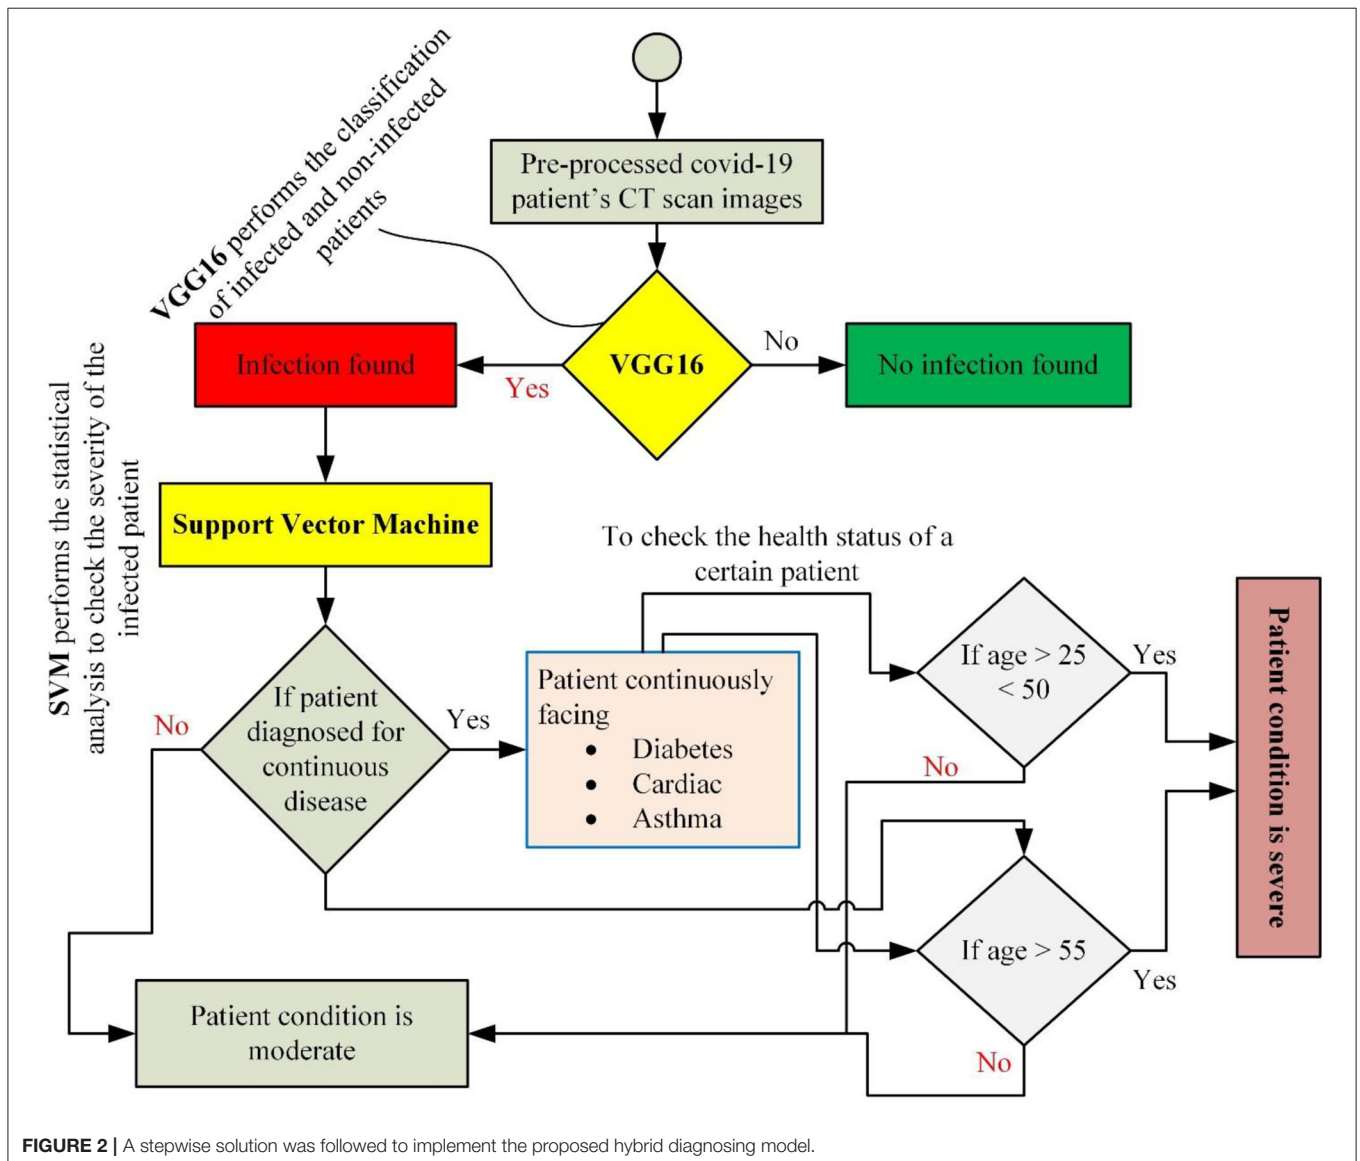 VGG16 performs the classification
of infected and non-infected
patients
Pre-processed covid-19
patient’s CT scan images
VGG16
No
Yes
Infection found
No infection found
SVM performs the statistical
analysis to check the severity of the
infected patient
Support Vector Machine
To check the health status of a
certain patient
If patient
diagnosed for
continuous
disease
No
Yes
Patient continuously
facing
• Diabetes
• Cardiac
• Asthma
If age > 25
< 50
Yes
No
If age > 55
Yes
No
Patient condition is severe
Patient condition is
moderate
FIGURE 2 | A stepwise solution was followed to implement the proposed hybrid diagnosing model.